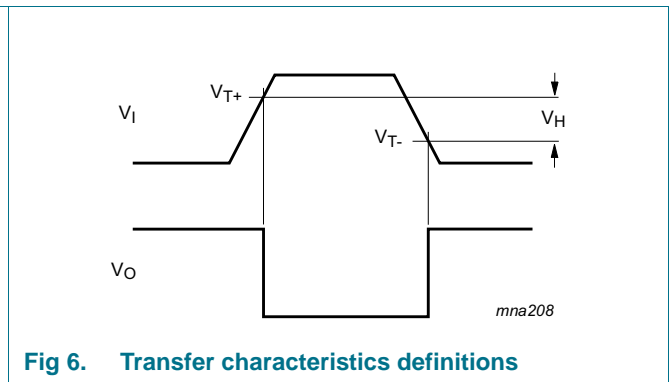 VT+
VI
VH
VT-
VO
mna208
Fig 6. Transfer characteristics definitions